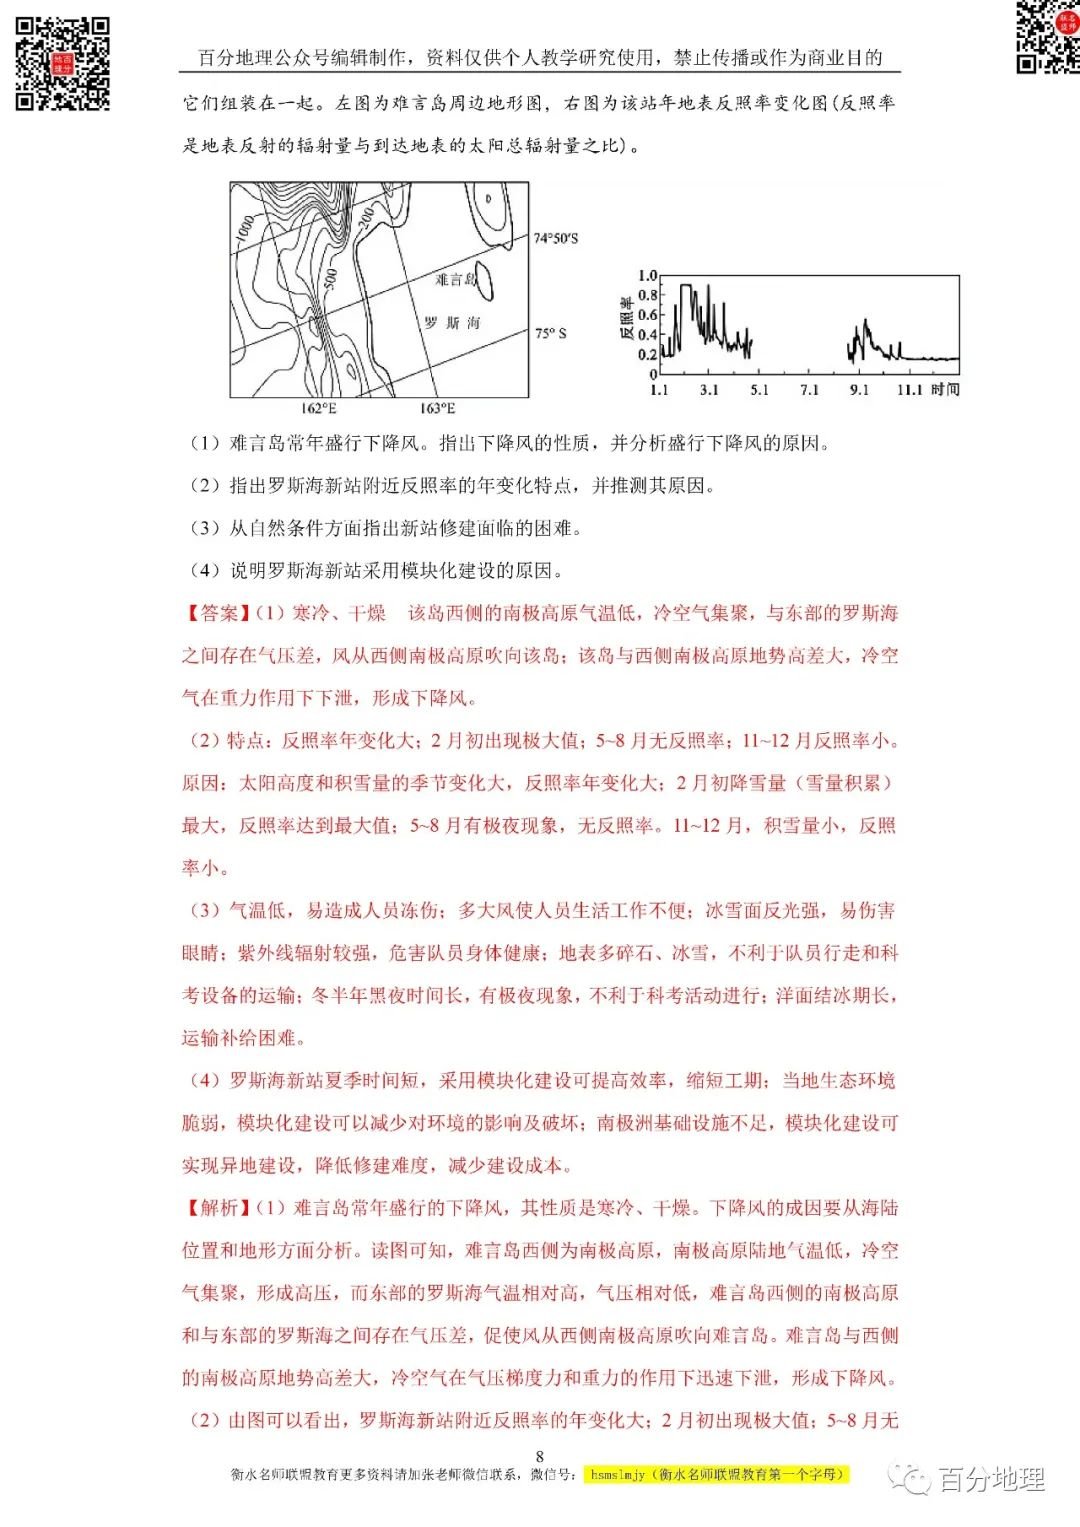 百分地理公众号编辑制作，资料仅供个人教学研究使用，禁止传播或作为商业目的
它们组装在一起。左图为难言岛周边地形图，右图为该站年地表反照率变化图(反照率
是地表反射的辐射量与到达地表的太阳总辐射量之比)。
1000
200
500
难言岛
罗斯海
74°50′S
75° S
162°E
163°E
反照率
1.0
0.8
0.6
0.4
0.2
0
1.1 3.1 5.1 7.1 9.1 11.1 时间
（1）难言岛常年盛行下降风。指出下降风的性质，并分析盛行下降风的原因。
（2）指出罗斯海新站附近反照率的年变化特点，并推测其原因。
（3）从自然条件方面指出新站修建面临的困难。
（4）说明罗斯海新站采用模块化建设的原因。
【答案】（1）寒冷、干燥 该岛西侧的南极高原气温低，冷空气集聚，与东部的罗斯海
之间存在气压差，风从西侧南极高原吹向该岛；该岛与西侧南极高原地势高差大，冷空
气在重力作用下下泄，形成下降风。
（2）特点：反照率年变化大；2月初出现极大值；5~8月无反照率；11~12月反照率小。
原因：太阳高度和积雪量的季节变化大，反照率年变化大；2月初降雪量（雪量积累）
最大，反照率达到最大值；5~8月有极夜现象，无反照率。11~12月，积雪量小，反照
率小。
（3）气温低，易造成人员冻伤；多大风使人员生活工作不便；冰雪面反光强，易伤害
眼睛；紫外线辐射较强，危害队员身体健康；地表多碎石、冰雪，不利于队员行走和科
考设备的运输；冬半年黑夜时间长，有极夜现象，不利于科考活动进行；洋面结冰期长，
运输补给困难。
（4）罗斯海新站夏季时间短，采用模块化建设可提高效率，缩短工期；当地生态环境
脆弱，模块化建设可以减少对环境的影响及破坏；南极洲基础设施不足，模块化建设可
实现异地建设，降低修建难度，减少建设成本。
【解析】（1）难言岛常年盛行的下降风，其性质是寒冷、干燥。下降风的成因要从海陆
位置和地形方面分析。读图可知，难言岛西侧为南极高原，南极高原陆地气温低，冷空
气集聚，形成高压，而东部的罗斯海气温相对高，气压相对低，难言岛西侧的南极高原
和与东部的罗斯海之间存在气压差，促使风从西侧南极高原吹向难言岛。难言岛与西侧
的南极高原地势高差大，冷空气在气压梯度力和重力的作用下迅速下泄，形成下降风。
（2）由图可以看出，罗斯海新站附近反照率的年变化大；2月初出现极大值；5~8月无
8
衡水名师联盟教育更多资料请加张老师微信联系，微信号：hsmslmjy（衡水名师联盟教育第一个字母）
百分地理